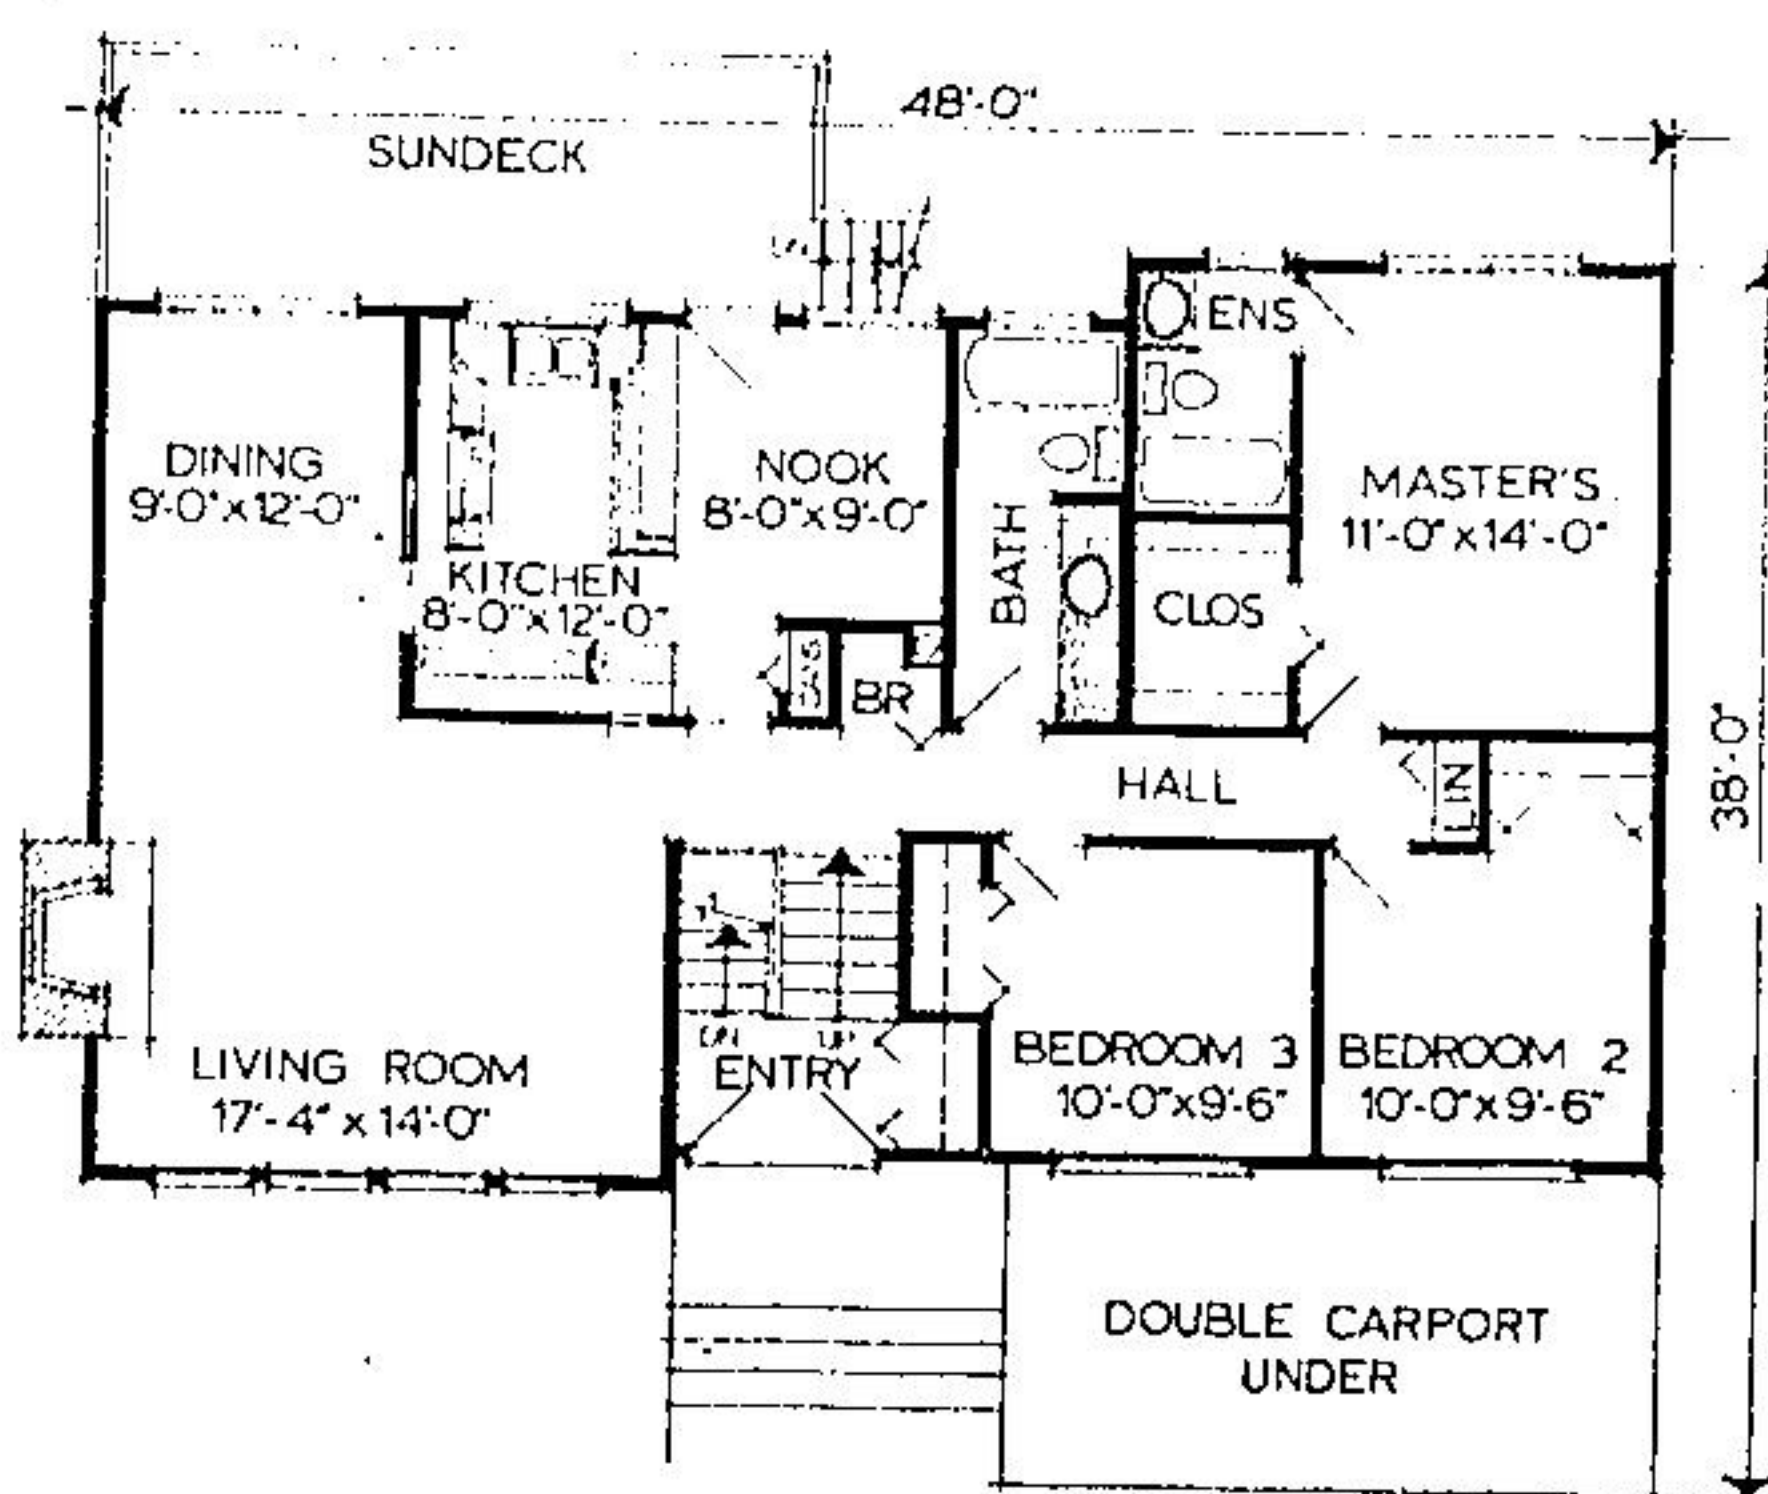 48'-0"
SUNDECK
ENS
DINING
9'-0"x12'-0"
NOOK
8'-0"x9'-0"
MASTER'S
11'-0"x14'-0"
KITCHEN
8'-0"x12'-0"
BATH
CLOS
BR
HALL
LIN
38'-0"
DN
UP
ENTRY
LIVING ROOM
17'-4"x14'-0"
BEDROOM 3
10'-0"x9'-6"
BEDROOM 2
10'-0"x9'-6"
DOUBLE CARPORT
UNDER